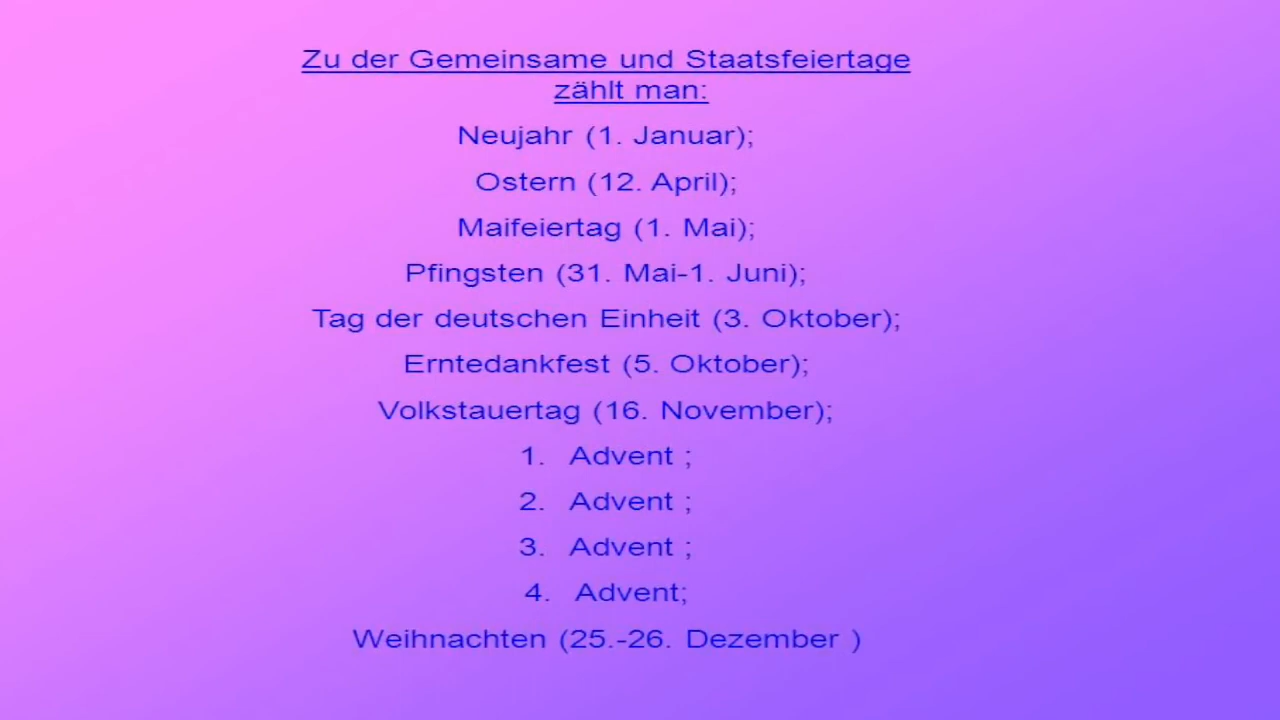 Zu der Gemeinsame und Staatsfeiertage
zählt man:
Neujahr (1. Januar);
Ostern (12. April);
Maifeiertag (1. Mai);
Pfingsten (31. Mai-1. Juni);
Tag der deutschen Einheit (3. Oktober);
Erntedankfest (5. Oktober);
Volkstauertag (16. November);
1. Advent ;
2. Advent ;
3. Advent ;
4. Advent;
Weihnachten (25.-26. Dezember )